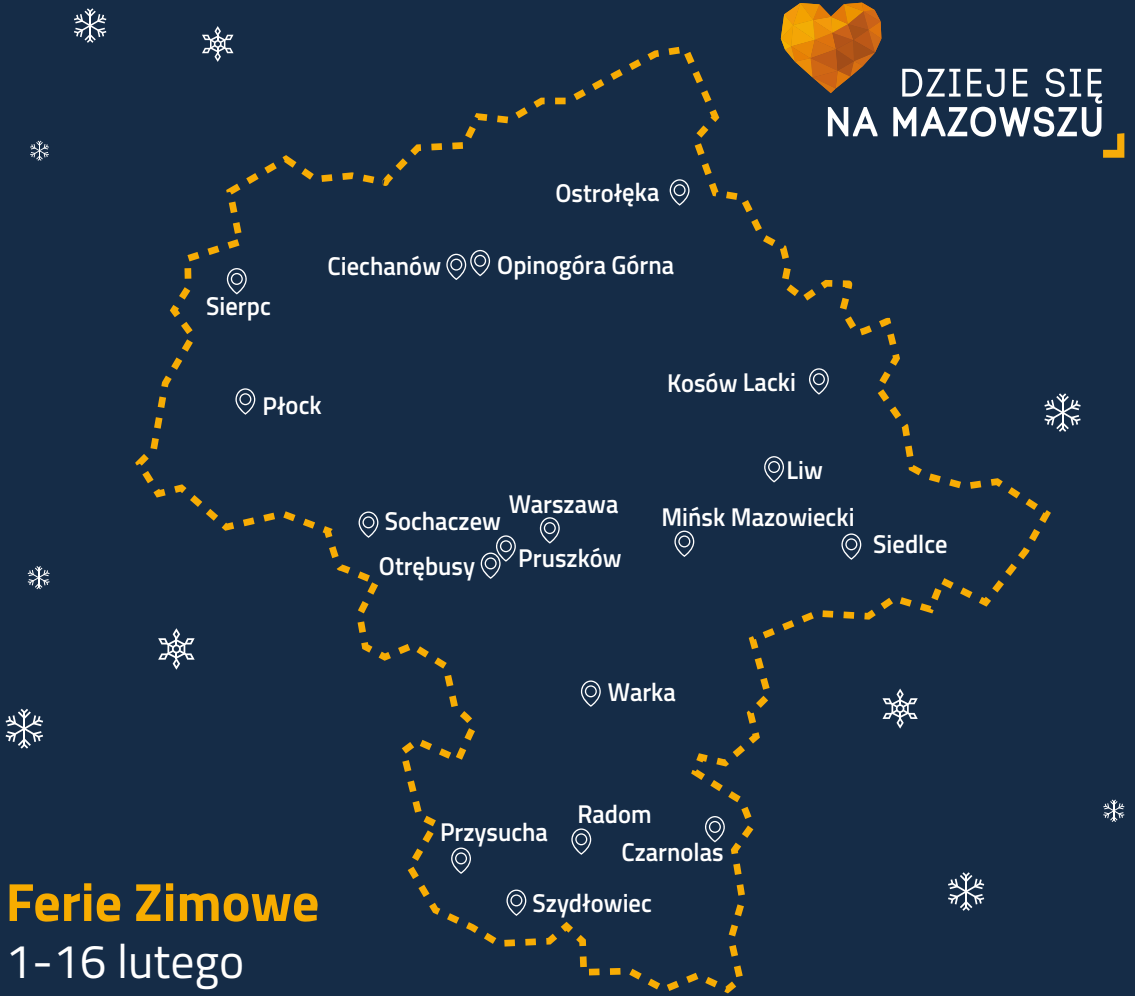 DZIEJE SIĘ
NA MAZOWSZU
Ostrołęka
Ciechanów
Opinogóra Górna
Sierpc
Kosów Lacki
Płock
Liw
Warszawa
Sochaczew
Mińsk Mazowiecki
Siedlce
Pruszków
Otrębusy
Warka
Radom
Przysucha
Czarnolas
Szydłowiec
Ferie Zimowe
1-16 lutego